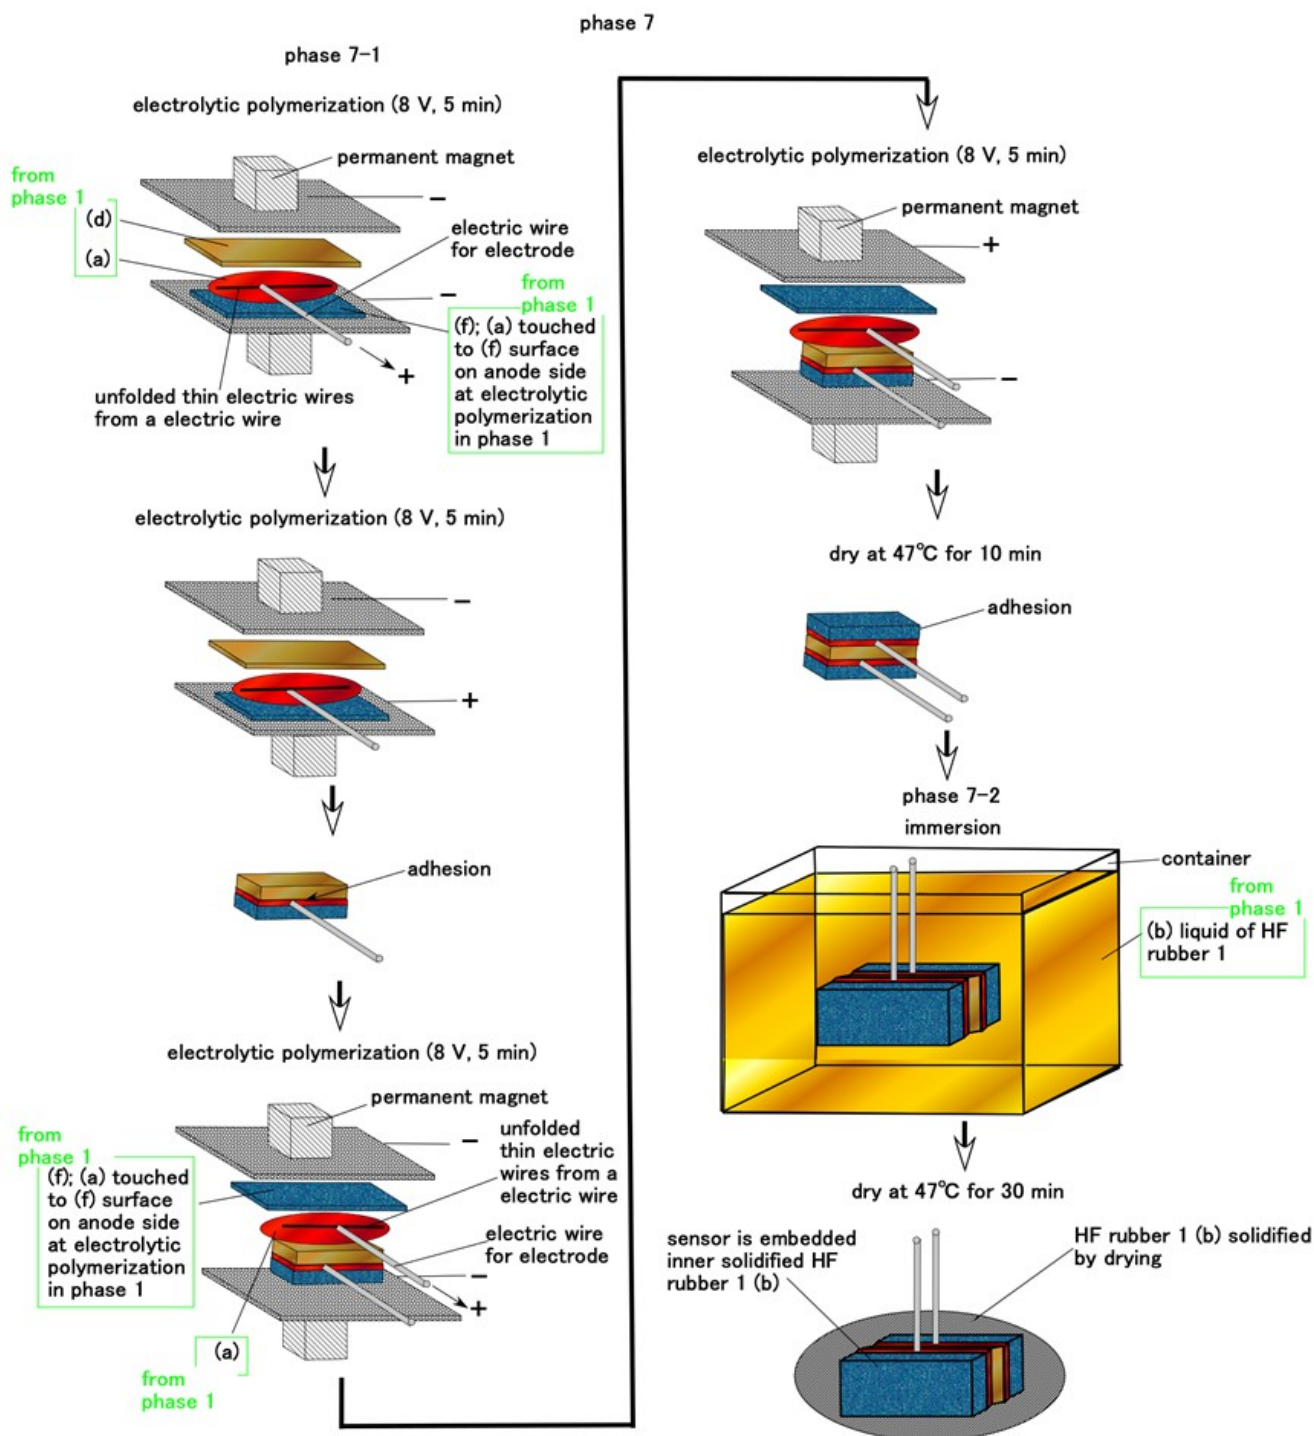 phase 7
phase 7-1
electrolytic polymerization (8 V, 5 min)
permanent magnet
−
from
phase 1
(d)
(a)
electric wire
for electrode
−
from
phase 1
(f); (a) touched
to (f) surface
on anode side
at electrolytic
polymerization
in phase 1
+
unfolded thin electric wires
from a electric wire
electrolytic polymerization (8 V, 5 min)
−
+
adhesion
electrolytic polymerization (8 V, 5 min)
permanent magnet
−
unfolded
thin electric
wires from a
electric wire
from
phase 1
(f); (a) touched
to (f) surface
on anode side
at electrolytic
polymerization
in phase 1
electric wire
for electrode
−
+
(a)
from
phase 1
electrolytic polymerization (8 V, 5 min)
permanent magnet
+
−
dry at 47℃ for 10 min
adhesion
phase 7-2
immersion
container
from
phase 1
(b) liquid of HF
rubber 1
dry at 47℃ for 30 min
sensor is embedded
inner solidified HF
rubber 1 (b)
HF rubber 1 (b) solidified
by drying